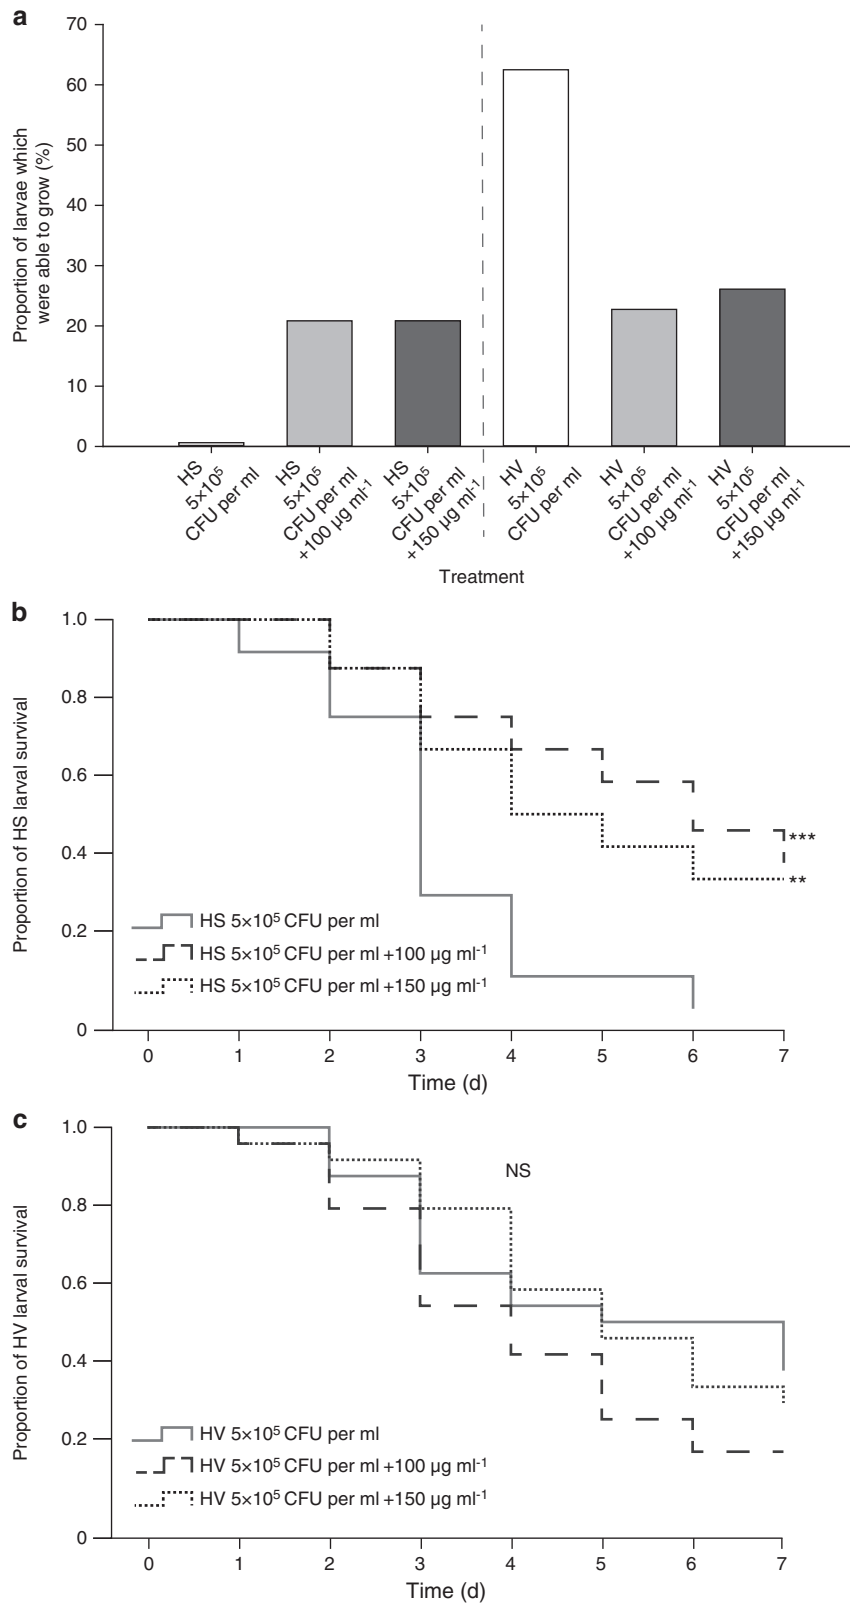 a
70
60
50
40
30
20
10
0
Proportion of larvae which
were able to grow (%)
HS
5×10⁵
CFU per ml
HS
5×10⁵
CFU per ml
+100 µg ml⁻¹
HS
5×10⁵
CFU per ml
+150 µg ml⁻¹
HV
5×10⁵
CFU per ml
HV
5×10⁵
CFU per ml
+100 µg ml⁻¹
HV
5×10⁵
CFU per ml
+150 µg ml⁻¹
Treatment
b
1.0
0.8
0.6
0.4
0.2
0
Proportion of HS larval survival
***
**
HS 5×10⁵ CFU per ml
HS 5×10⁵ CFU per ml +100 µg ml⁻¹
HS 5×10⁵ CFU per ml +150 µg ml⁻¹
0 1 2 3 4 5 6 7
Time (d)
c
1.0
0.8
0.6
0.4
0.2
0
Proportion of HV larval survival
NS
HV 5×10⁵ CFU per ml
HV 5×10⁵ CFU per ml +100 µg ml⁻¹
HV 5×10⁵ CFU per ml +150 µg ml⁻¹
0 1 2 3 4 5 6 7
Time (d)